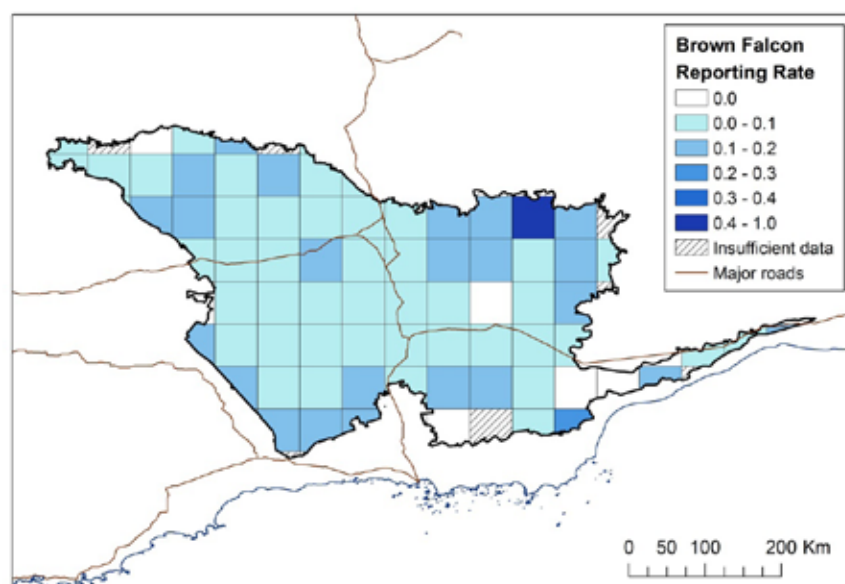 Brown Falcon
Reporting Rate
0.0
0.0 - 0.1
0.1 - 0.2
0.2 - 0.3
0.3 - 0.4
0.4 - 1.0
Insufficient data
Major roads
0 50 100 200 Km